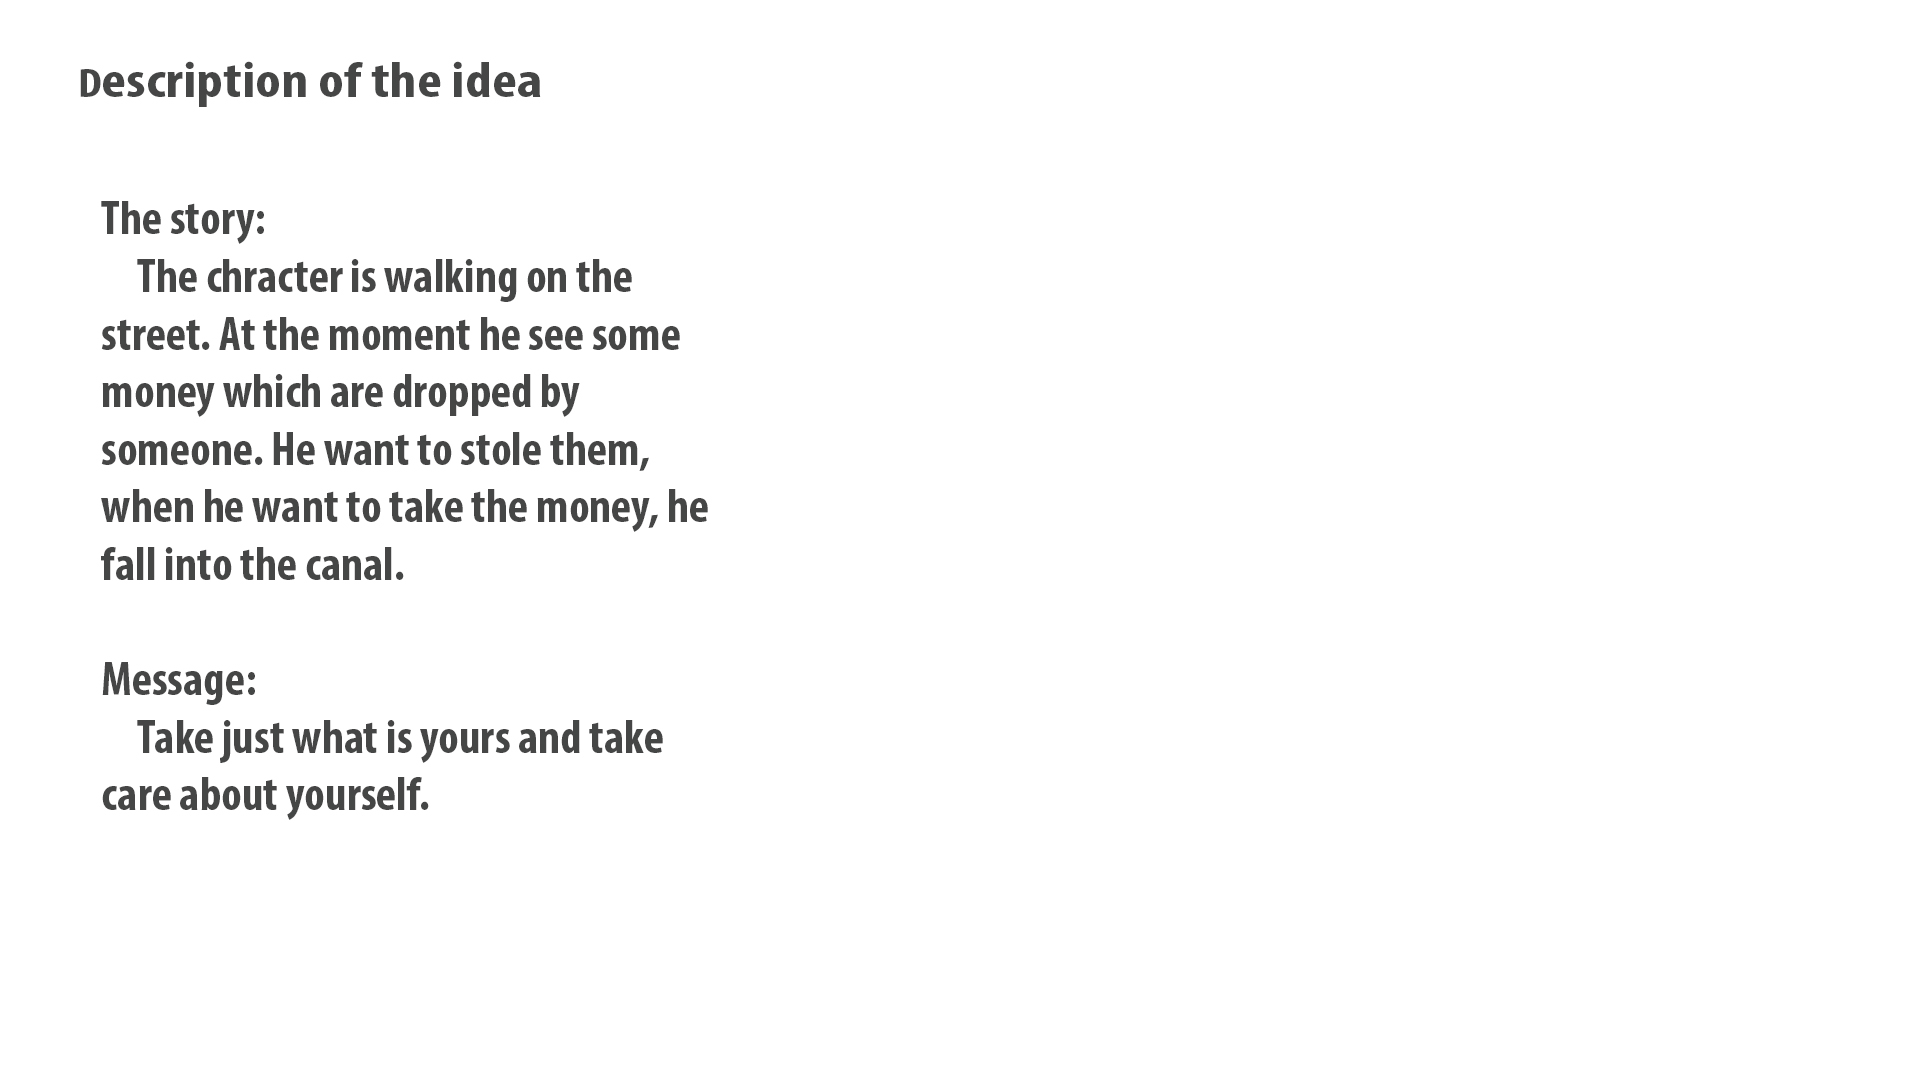 Description of the idea
The story:
The chracter is walking on the
street. At the moment he see some
money which are dropped by
someone. He want to stole them,
when he want to take the money, he
fall into the canal.
Message:
Take just what is yours and take
care about yourself.